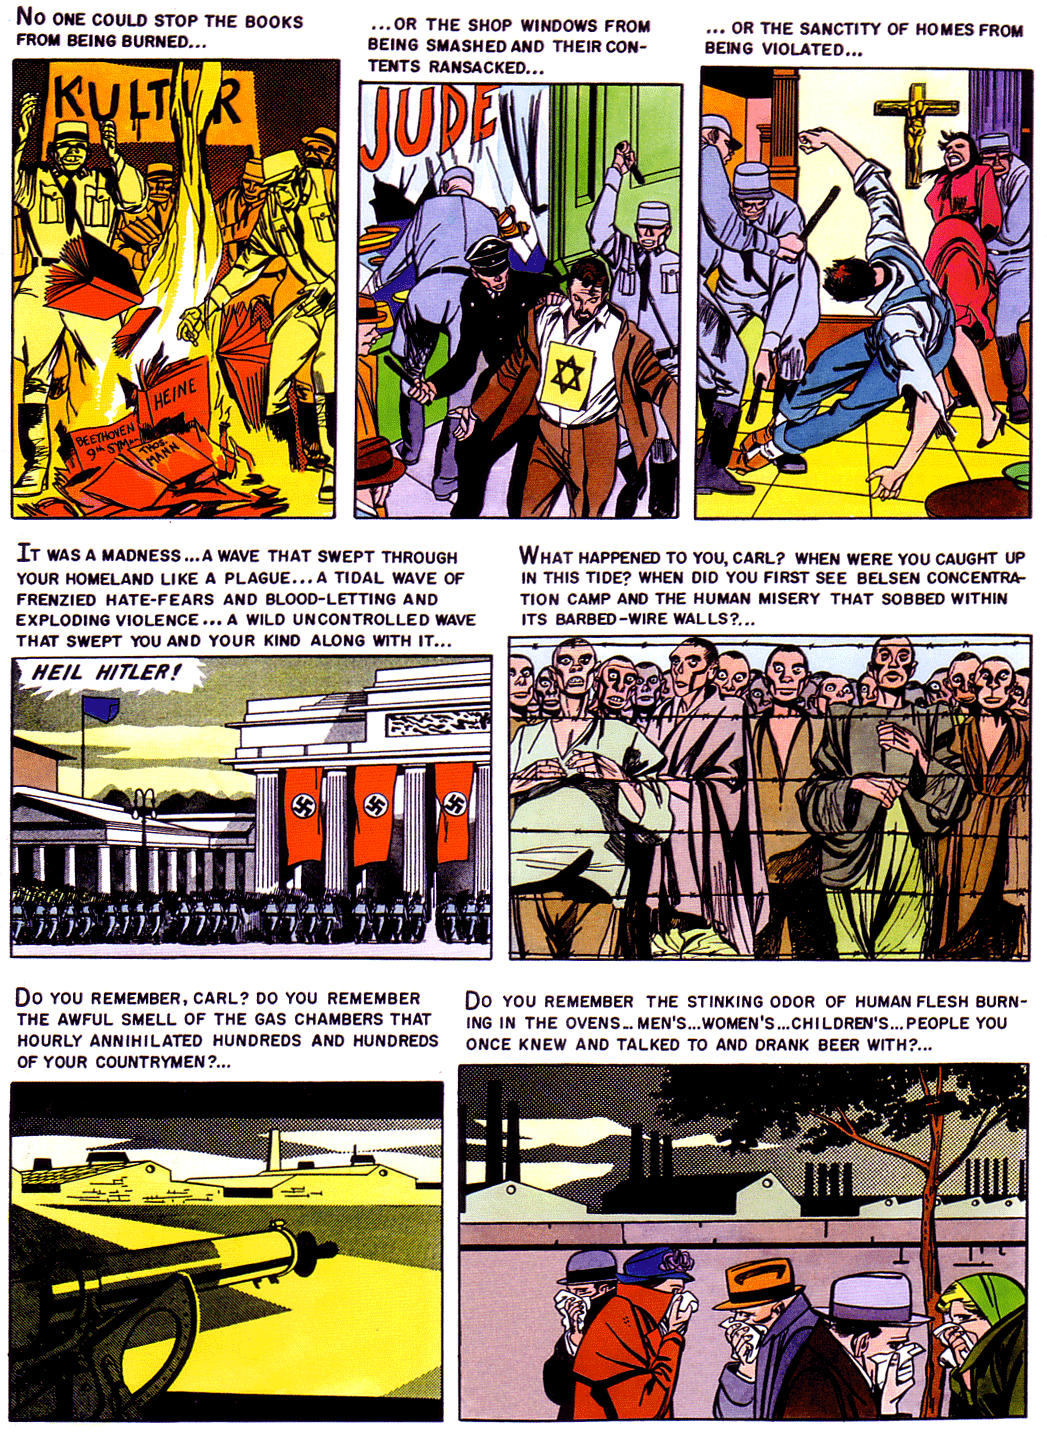 NO ONE COULD STOP THE BOOKS
FROM BEING BURNED...
KULTUR
HEINE
BEETHOVEN
9TH SYM
THOS.
MANN
...OR THE SHOP WINDOWS FROM
BEING SMASHED AND THEIR CON-
TENTS RANSACKED...
JUDE
... OR THE SANCTITY OF HOMES FROM
BEING VIOLATED...
IT WAS A MADNESS...A WAVE THAT SWEPT THROUGH
YOUR HOMELAND LIKE A PLAGUE...A TIDAL WAVE OF
FRENZIED HATE-FEARS AND BLOOD-LETTING AND
EXPLODING VIOLENCE... A WILD UNCONTROLLED WAVE
THAT SWEPT YOU AND YOUR KIND ALONG WITH IT...
HEIL HITLER!
WHAT HAPPENED TO YOU, CARL? WHEN WERE YOU CAUGHT UP
IN THIS TIDE? WHEN DID YOU FIRST SEE BELSEN CONCENTRA-
TION CAMP AND THE HUMAN MISERY THAT SOBBED WITHIN
ITS BARBED-WIRE WALLS?...
DO YOU REMEMBER, CARL? DO YOU REMEMBER
THE AWFUL SMELL OF THE GAS CHAMBERS THAT
HOURLY ANNIHILATED HUNDREDS AND HUNDREDS
OF YOUR COUNTRYMEN?...
DO YOU REMEMBER THE STINKING ODOR OF HUMAN FLESH BURN-
ING IN THE OVENS... MEN'S...WOMEN'S...CHILDREN'S...PEOPLE YOU
ONCE KNEW AND TALKED TO AND DRANK BEER WITH?...